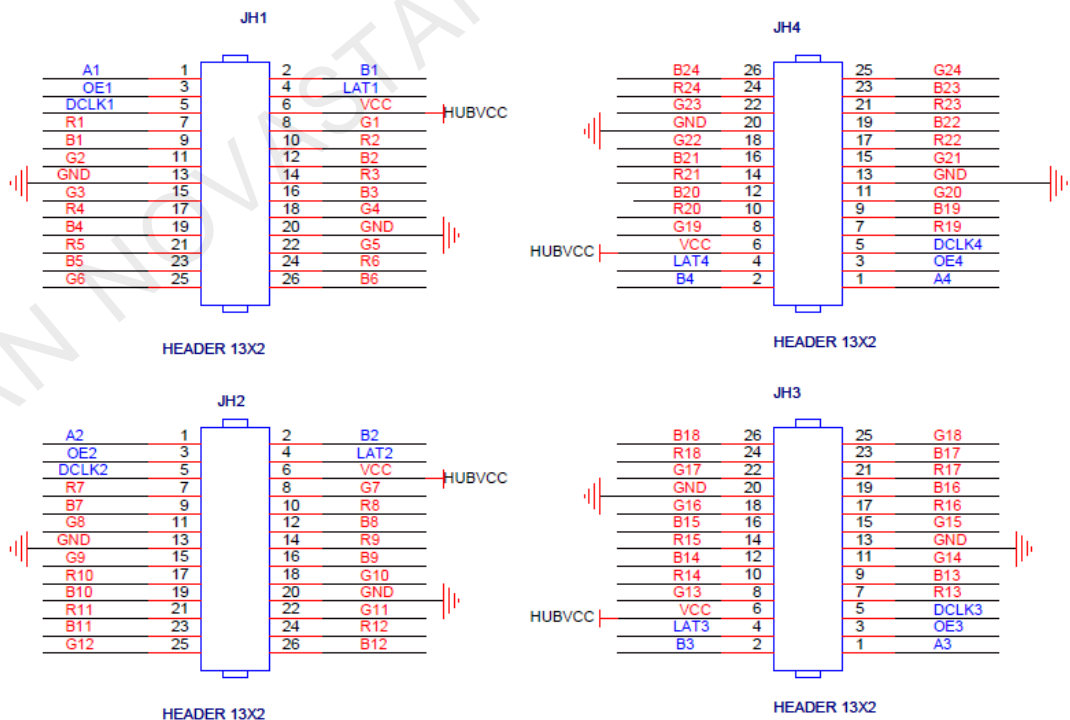 JH1
A1 1 2 B1
OE1 3 4 LAT1
DCLK1 5 6 VCC HUBVCC
R1 7 8 G1
B1 9 10 R2
G2 11 12 B2
GND 13 14 R3
G3 15 16 B3
R4 17 18 G4
B4 19 20 GND
R5 21 22 G5
B5 23 24 R6
G6 25 26 B6
HEADER 13X2
JH4
B24 26 25 G24
R24 24 23 B23
G23 22 21 R23
GND 20 19 B22
G22 18 17 R22
B21 16 15 G21
R21 14 13 GND
B20 12 11 G20
R20 10 9 B19
G19 8 7 R19
HUBVCC VCC 6 5 DCLK4
LAT4 4 3 OE4
B4 2 1 A4
HEADER 13X2
JH2
A2 1 2 B2
OE2 3 4 LAT2
DCLK2 5 6 VCC HUBVCC
R7 7 8 G7
B7 9 10 R8
G8 11 12 B8
GND 13 14 R9
G9 15 16 B9
R10 17 18 G10
B10 19 20 GND
R11 21 22 G11
B11 23 24 R12
G12 25 26 B12
HEADER 13X2
JH3
B18 26 25 G18
R18 24 23 B17
G17 22 21 R17
GND 20 19 B16
G16 18 17 R16
B15 16 15 G15
R15 14 13 GND
B14 12 11 G14
R14 10 9 B13
G13 8 7 R13
HUBVCC VCC 6 5 DCLK3
LAT3 4 3 OE3
B3 2 1 A3
HEADER 13X2